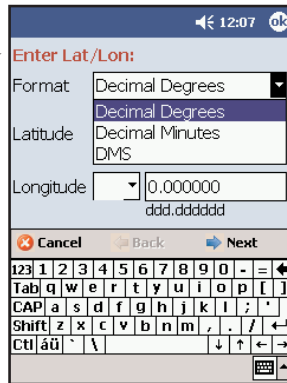 12:07 ok
Enter Lat/Lon:
Format Decimal Degrees
Decimal Degrees
Latitude Decimal Minutes
DMS
Longitude 0.000000
ddd.dddddd
Cancel Back Next
123 1 2 3 4 5 6 7 8 9 0 - =
Tab q w e r t y u i o p [ ]
CAP a s d f g h j k l ; '
Shift z x c v b n m , . /
Ctl áü ` \